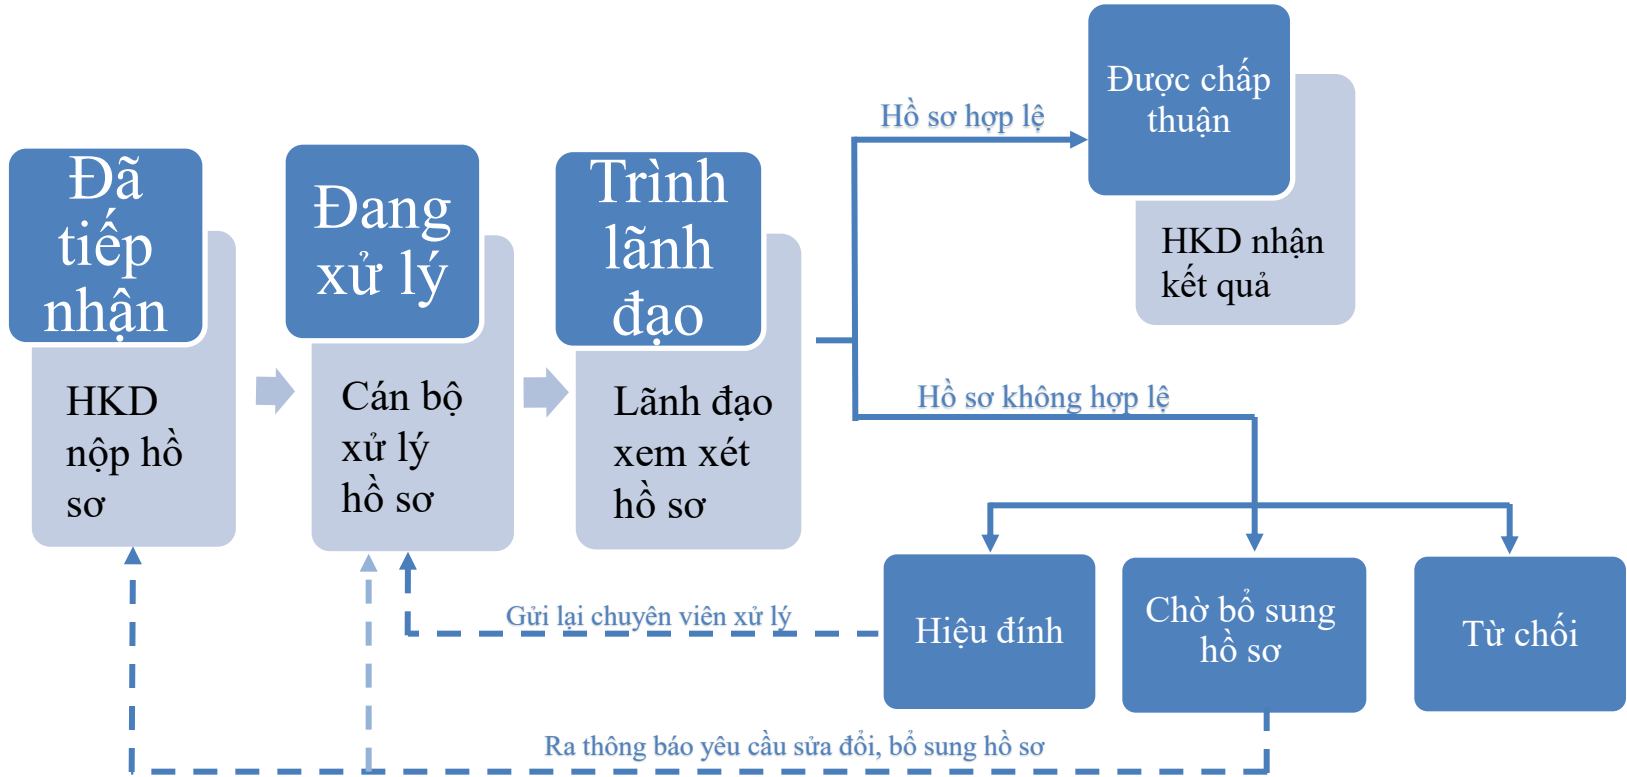 Đã
tiếp
nhận
HKD
nộp hồ
sơ
Đang
xử lý
Cán bộ
xử lý
hồ sơ
Trình
lãnh
đạo
Lãnh đạo
xem xét
hồ sơ
Hồ sơ hợp lệ
Được chấp
thuận
HKD nhận
kết quả
Hồ sơ không hợp lệ
Hiệu đính
Chờ bổ sung
hồ sơ
Từ chối
Gửi lại chuyên viên xử lý
Ra thông báo yêu cầu sửa đổi, bổ sung hồ sơ